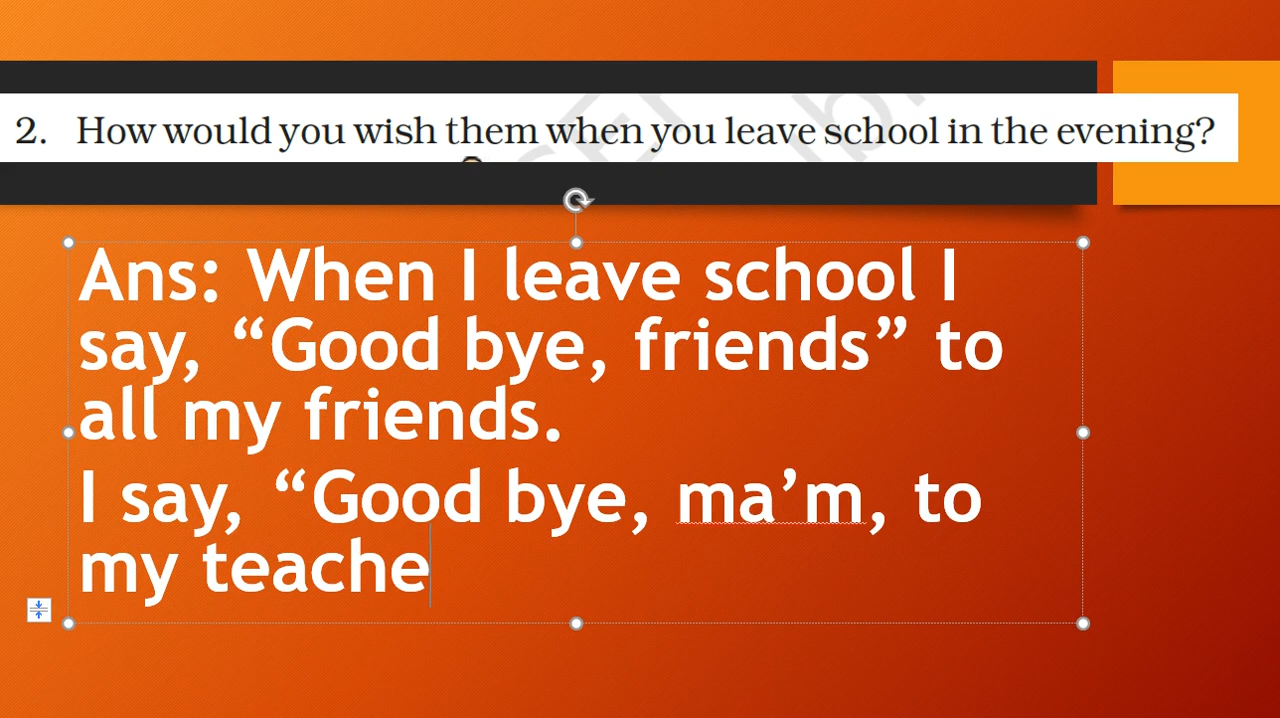 2. How would you wish them when you leave school in the evening?
Ans: When I leave school I
say, “Good bye, friends” to
all my friends.
I say, “Good bye, ma’m, to
my teache